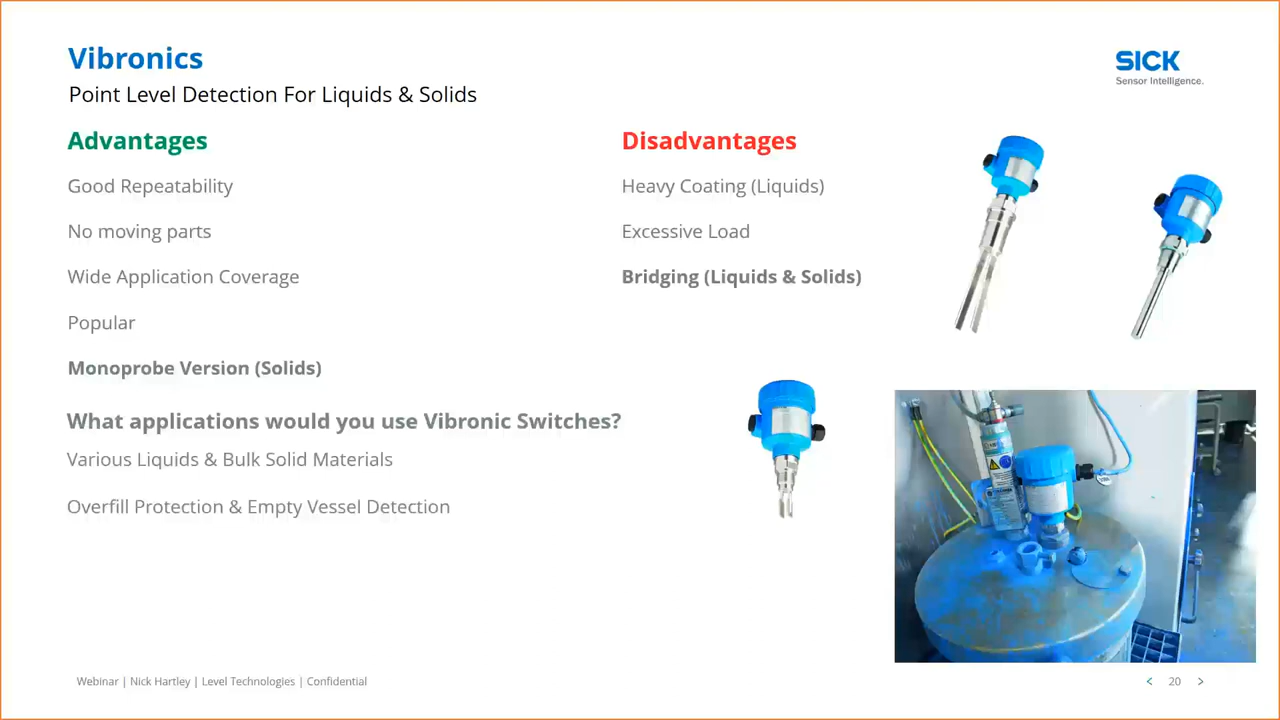 Vibronics
Point Level Detection For Liquids & Solids
SICK
Sensor Intelligence.
Advantages
Good Repeatability
No moving parts
Wide Application Coverage
Popular
Monoprobe Version (Solids)
Disadvantages
Heavy Coating (Liquids)
Excessive Load
Bridging (Liquids & Solids)
What applications would you use Vibronic Switches?
Various Liquids & Bulk Solid Materials
Overfill Protection & Empty Vessel Detection
Webinar | Nick Hartley | Level Technologies | Confidential
< 20 >